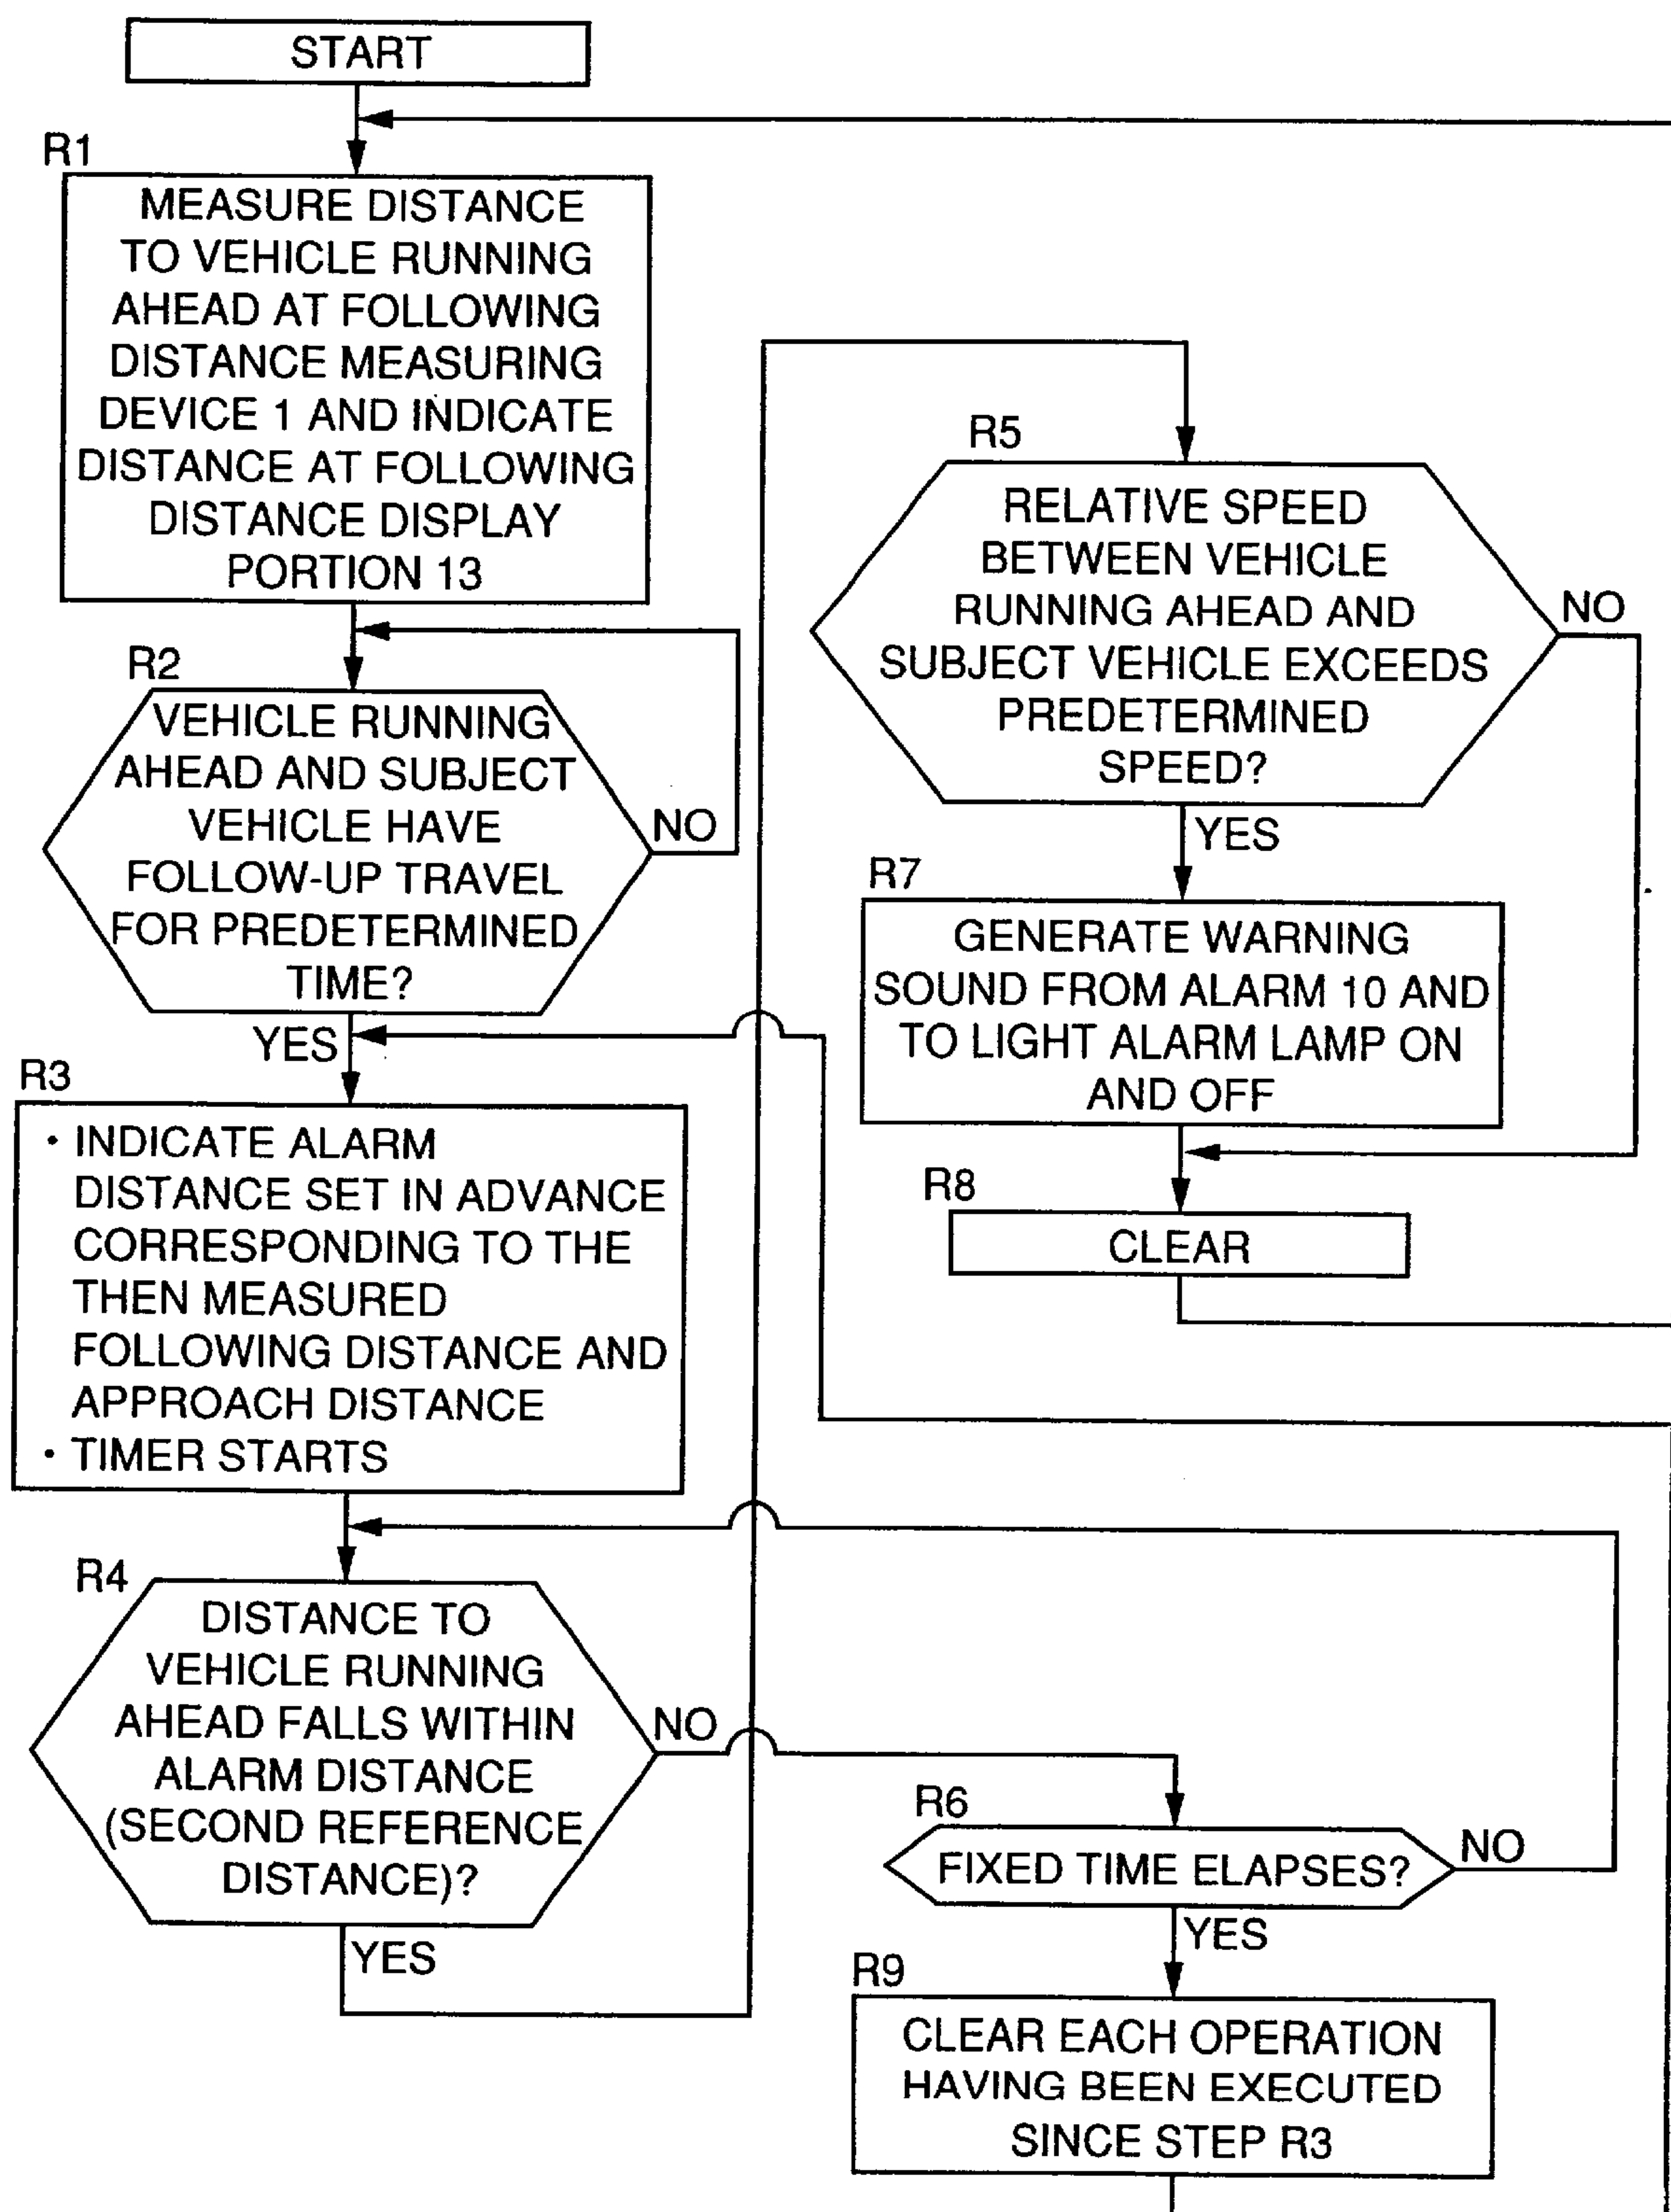 START
R1
MEASURE DISTANCE
TO VEHICLE RUNNING
AHEAD AT FOLLOWING
DISTANCE MEASURING
DEVICE 1 AND INDICATE
DISTANCE AT FOLLOWING
DISTANCE DISPLAY
PORTION 13
R2
VEHICLE RUNNING
AHEAD AND SUBJECT
VEHICLE HAVE
FOLLOW-UP TRAVEL
FOR PREDETERMINED
TIME?
NO
YES
R3
· INDICATE ALARM
DISTANCE SET IN ADVANCE
CORRESPONDING TO THE
THEN MEASURED
FOLLOWING DISTANCE AND
APPROACH DISTANCE
· TIMER STARTS
R4
DISTANCE TO
VEHICLE RUNNING
AHEAD FALLS WITHIN
ALARM DISTANCE
(SECOND REFERENCE
DISTANCE)?
NO
YES
R5
RELATIVE SPEED
BETWEEN VEHICLE
RUNNING AHEAD AND
SUBJECT VEHICLE EXCEEDS
PREDETERMINED
SPEED?
NO
YES
R7
GENERATE WARNING
SOUND FROM ALARM 10 AND
TO LIGHT ALARM LAMP ON
AND OFF
R8
CLEAR
R6
FIXED TIME ELAPSES?
NO
YES
R9
CLEAR EACH OPERATION
HAVING BEEN EXECUTED
SINCE STEP R3